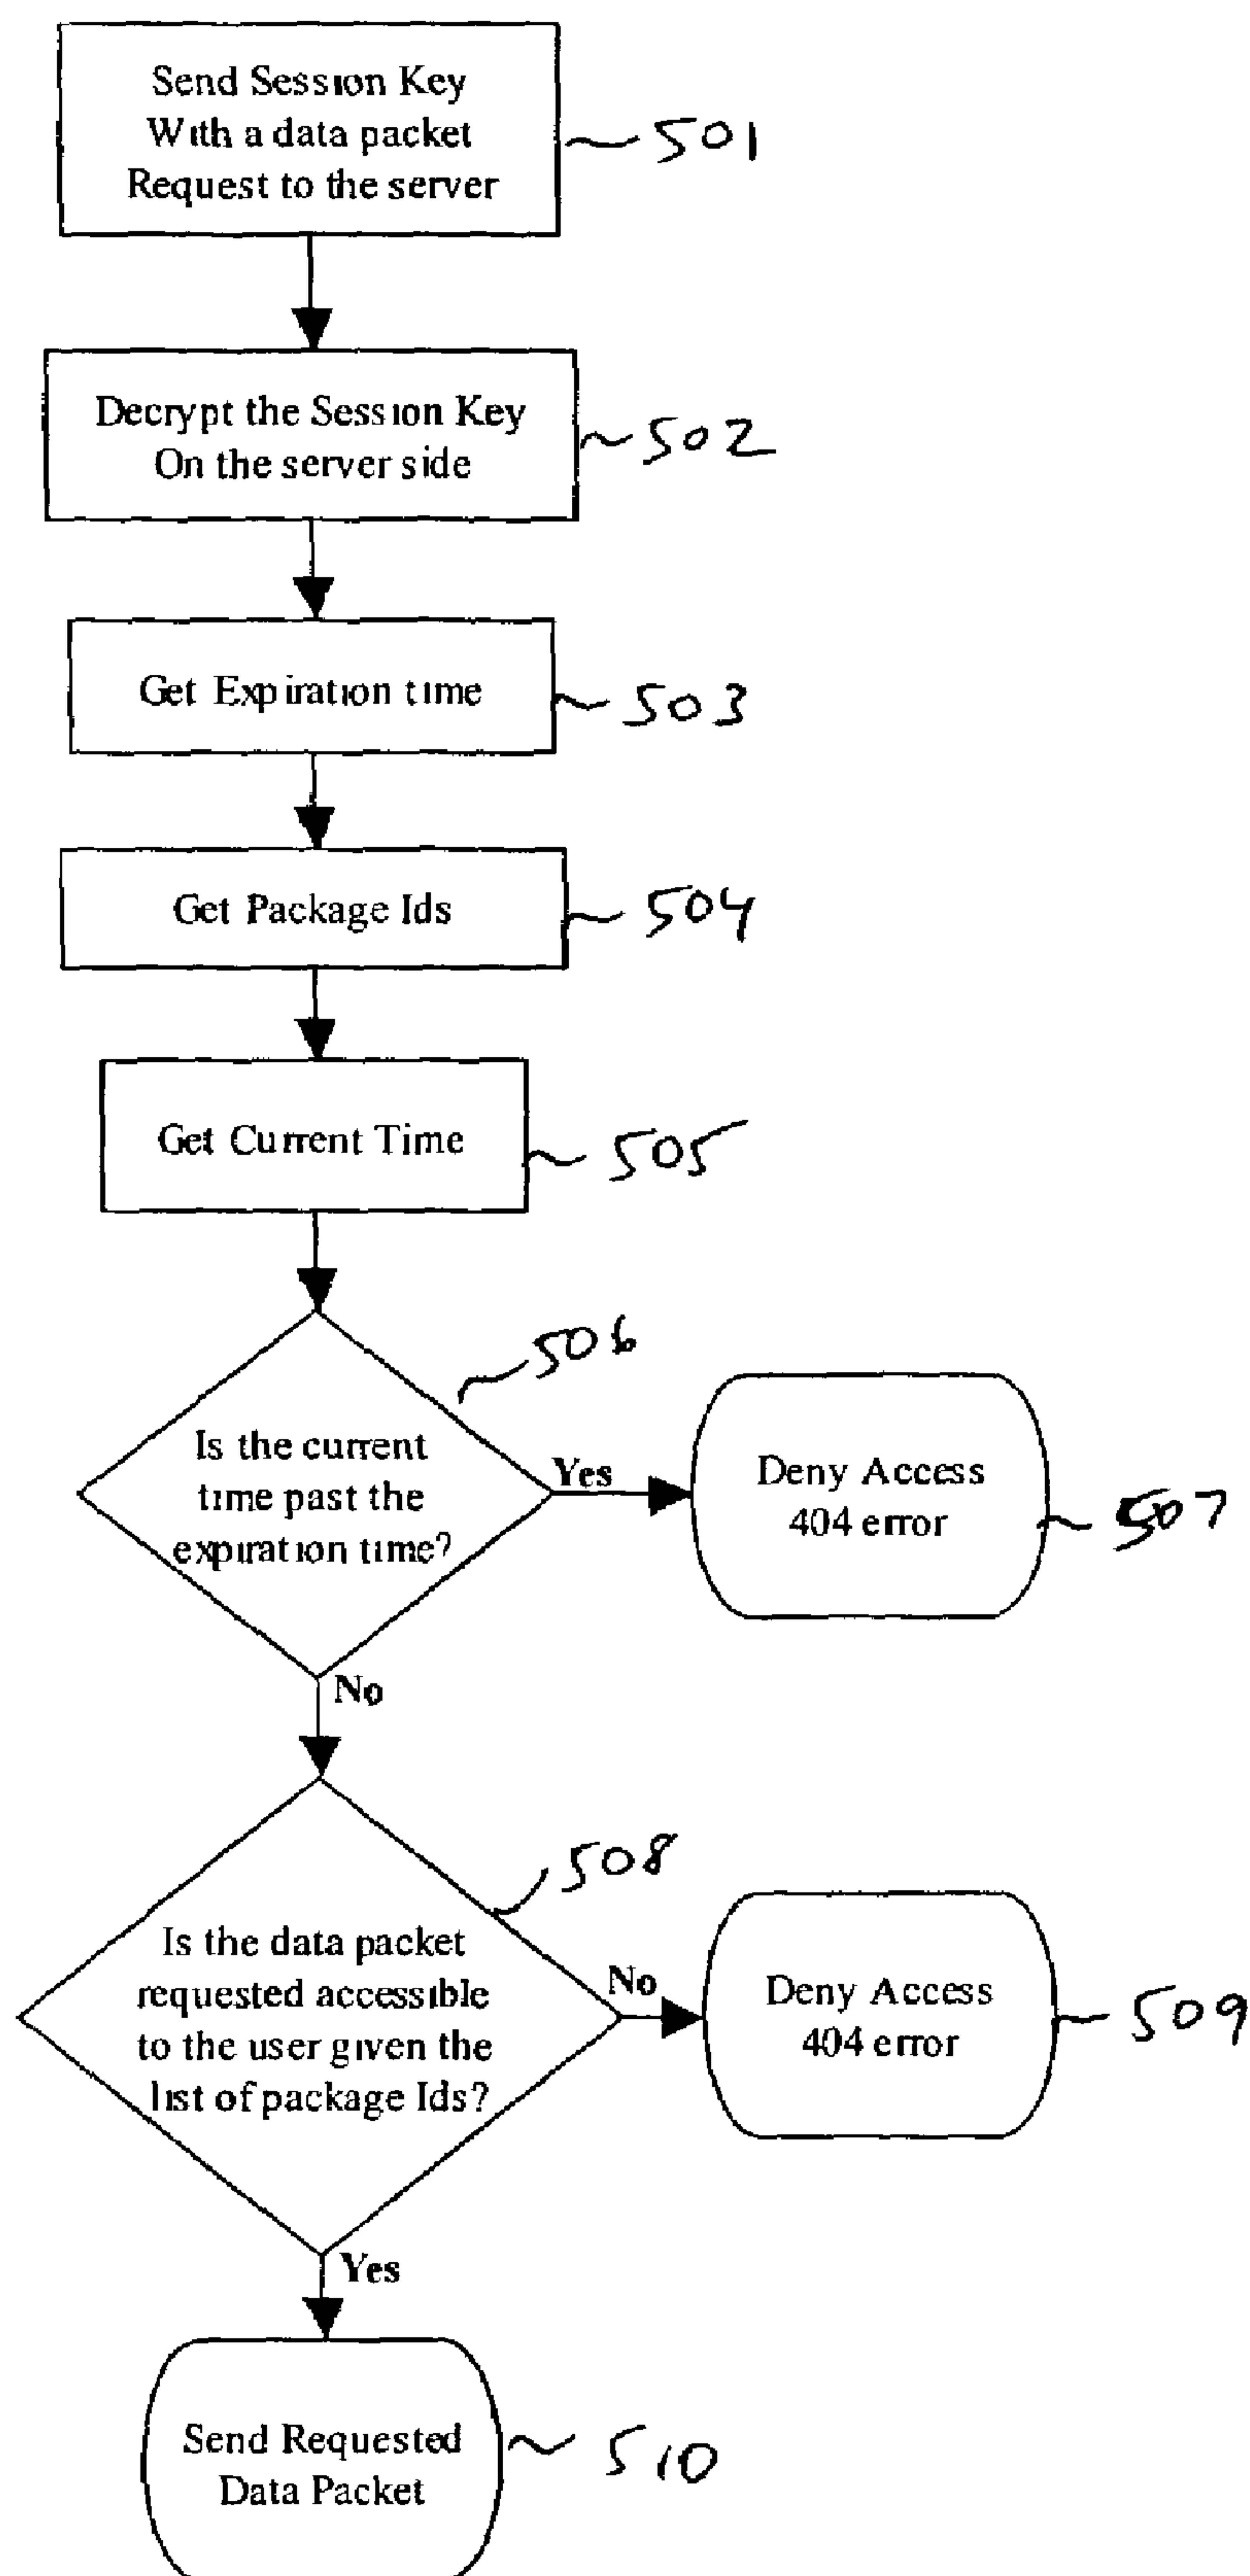 Send Session Key
With a data packet
Request to the server
501
Decrypt the Session Key
On the server side
502
Get Expiration time
503
Get Package Ids
504
Get Current Time
505
506
Is the current
time past the
expiration time?
Yes
Deny Access
404 error
507
No
508
Is the data packet
requested accessible
to the user given the
list of package Ids?
No
Deny Access
404 error
509
Yes
Send Requested
Data Packet
510